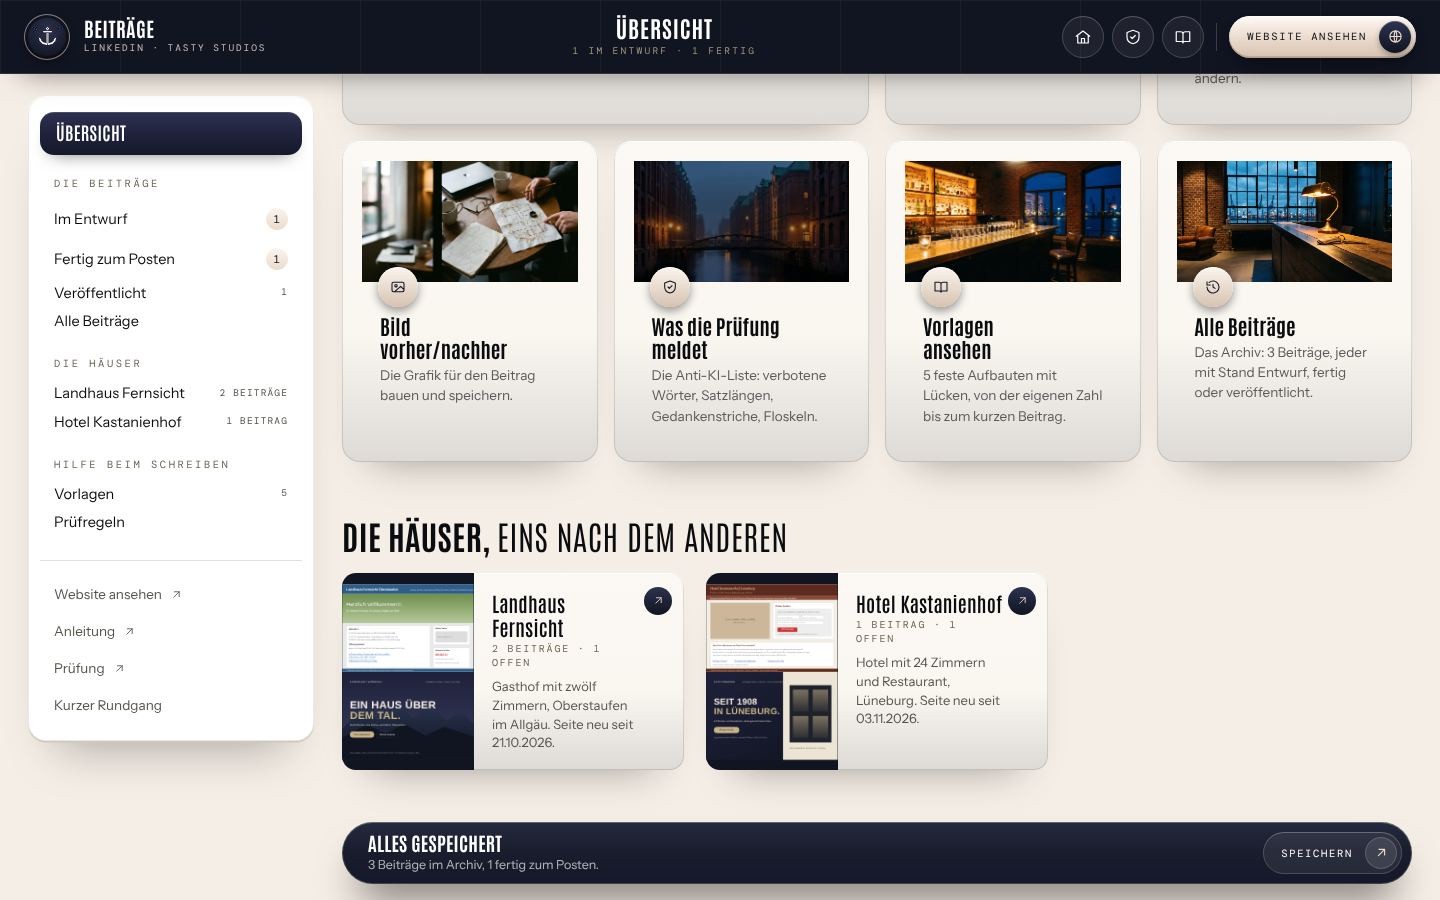 BEITRÄGE
LINKEDIN · TASTY STUDIOS
ÜBERSICHT
1 IM ENTWURF · 1 FERTIG
WEBSITE ANSEHEN
ÜBERSICHT
DIE BEITRÄGE
Im Entwurf 1
Fertig zum Posten 1
Veröffentlicht 1
Alle Beiträge
DIE HÄUSER
Landhaus Fernsicht 2 BEITRÄGE
Hotel Kastanienhof 1 BEITRAG
HILFE BEIM SCHREIBEN
Vorlagen 5
Prüfregeln
Website ansehen
Anleitung
Prüfung
Kurzer Rundgang
ändern.
Bild
vorher/nachher
Die Grafik für den Beitrag
bauen und speichern.
Was die Prüfung
meldet
Die Anti-KI-Liste: verbotene
Wörter, Satzlängen,
Gedankenstriche, Floskeln.
Vorlagen
ansehen
5 feste Aufbauten mit
Lücken, von der eigenen Zahl
bis zum kurzen Beitrag.
Alle Beiträge
Das Archiv: 3 Beiträge, jeder
mit Stand Entwurf, fertig
oder veröffentlicht.
DIE HÄUSER, EINS NACH DEM ANDEREN
Herzlich willkommen
EIN HAUS ÜBER
DEM TAL.
Landhaus
Fernsicht
2 BEITRÄGE · 1
OFFEN
Gasthof mit zwölf
Zimmern, Oberstaufen
im Allgäu. Seite neu seit
21.10.2026.
SEIT 1908
IN LÜNEBURG.
Hotel Kastanienhof
1 BEITRAG · 1
OFFEN
Hotel mit 24 Zimmern
und Restaurant,
Lüneburg. Seite neu seit
03.11.2026.
ALLES GESPEICHERT
3 Beiträge im Archiv, 1 fertig zum Posten.
SPEICHERN